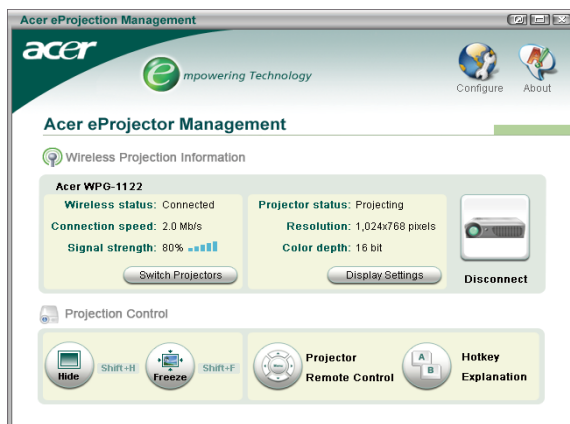 Acer eProjection Management
acer
e mpowering Technology
Configure
About
Acer eProjector Management
Wireless Projection Information
Acer WPG-1122
Wireless status: Connected
Connection speed: 2.0 Mb/s
Signal strength: 80%
Switch Projectors
Projector status: Projecting
Resolution: 1,024x768 pixels
Color depth: 16 bit
Display Settings
Disconnect
Projection Control
Hide
Shift+H
Freeze
Shift+F
Menu
Projector
Remote Control
A
B
Hotkey
Explanation